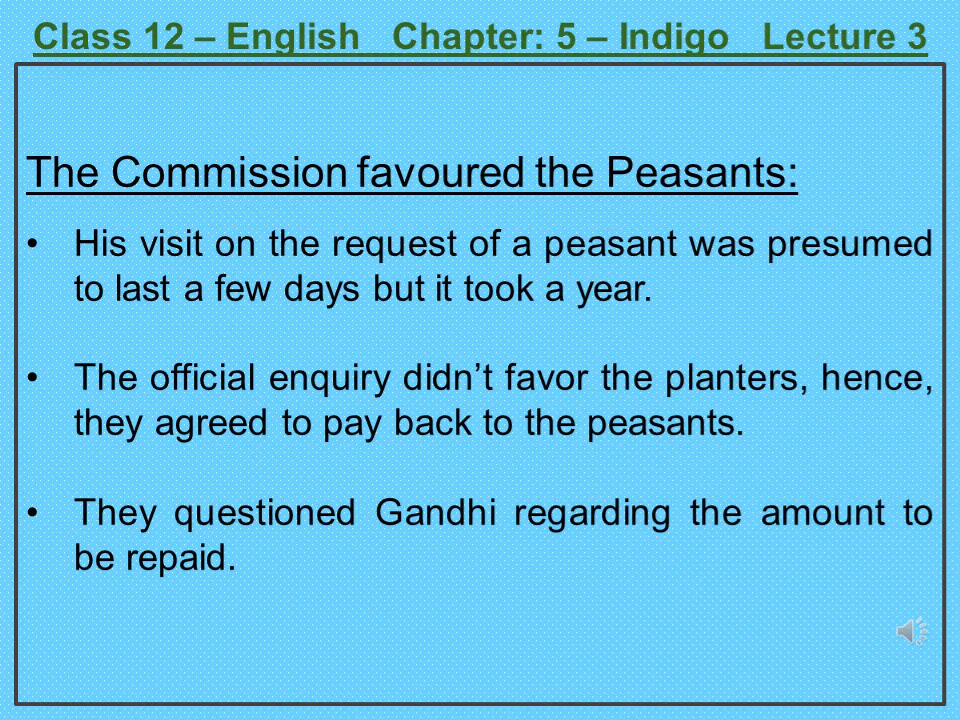 Class 12 – English   Chapter: 5 – Indigo   Lecture 3
The Commission favoured the Peasants:
• His visit on the request of a peasant was presumed
to last a few days but it took a year.
• The official enquiry didn’t favor the planters, hence,
they agreed to pay back to the peasants.
• They questioned Gandhi regarding the amount to
be repaid.